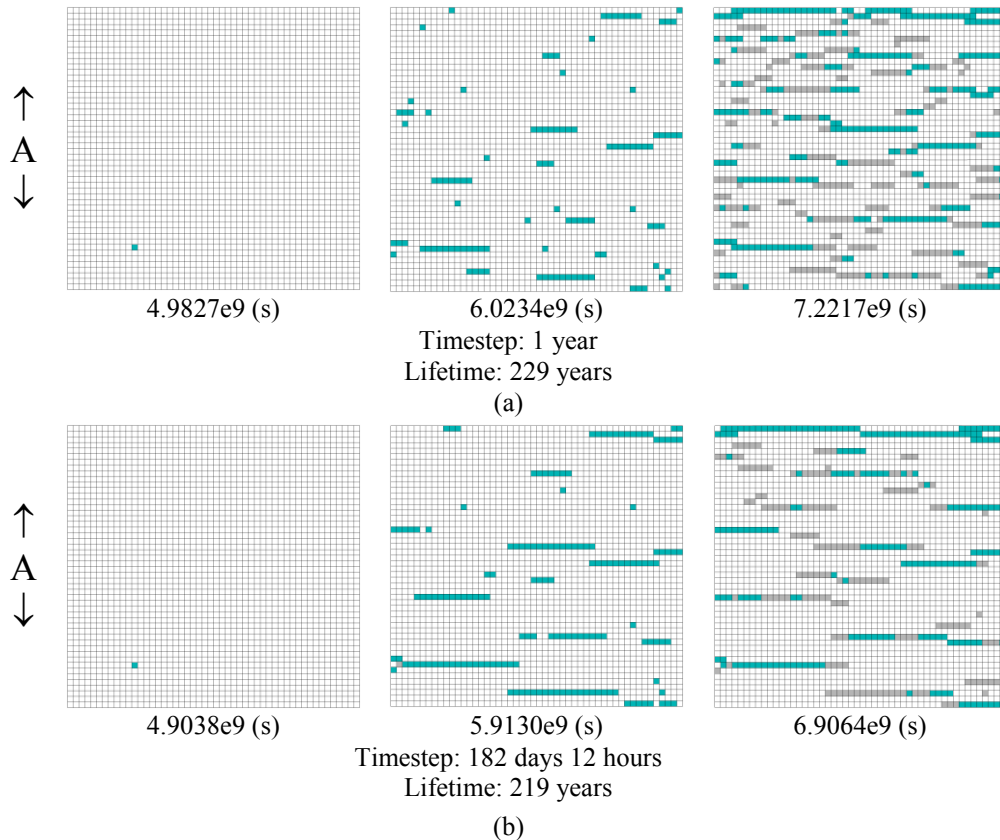 ↑
A
↓
4.9827e9 (s) 6.0234e9 (s) 7.2217e9 (s)
Timestep: 1 year
Lifetime: 229 years
(a)
↑
A
↓
4.9038e9 (s) 5.9130e9 (s) 6.9064e9 (s)
Timestep: 182 days 12 hours
Lifetime: 219 years
(b)